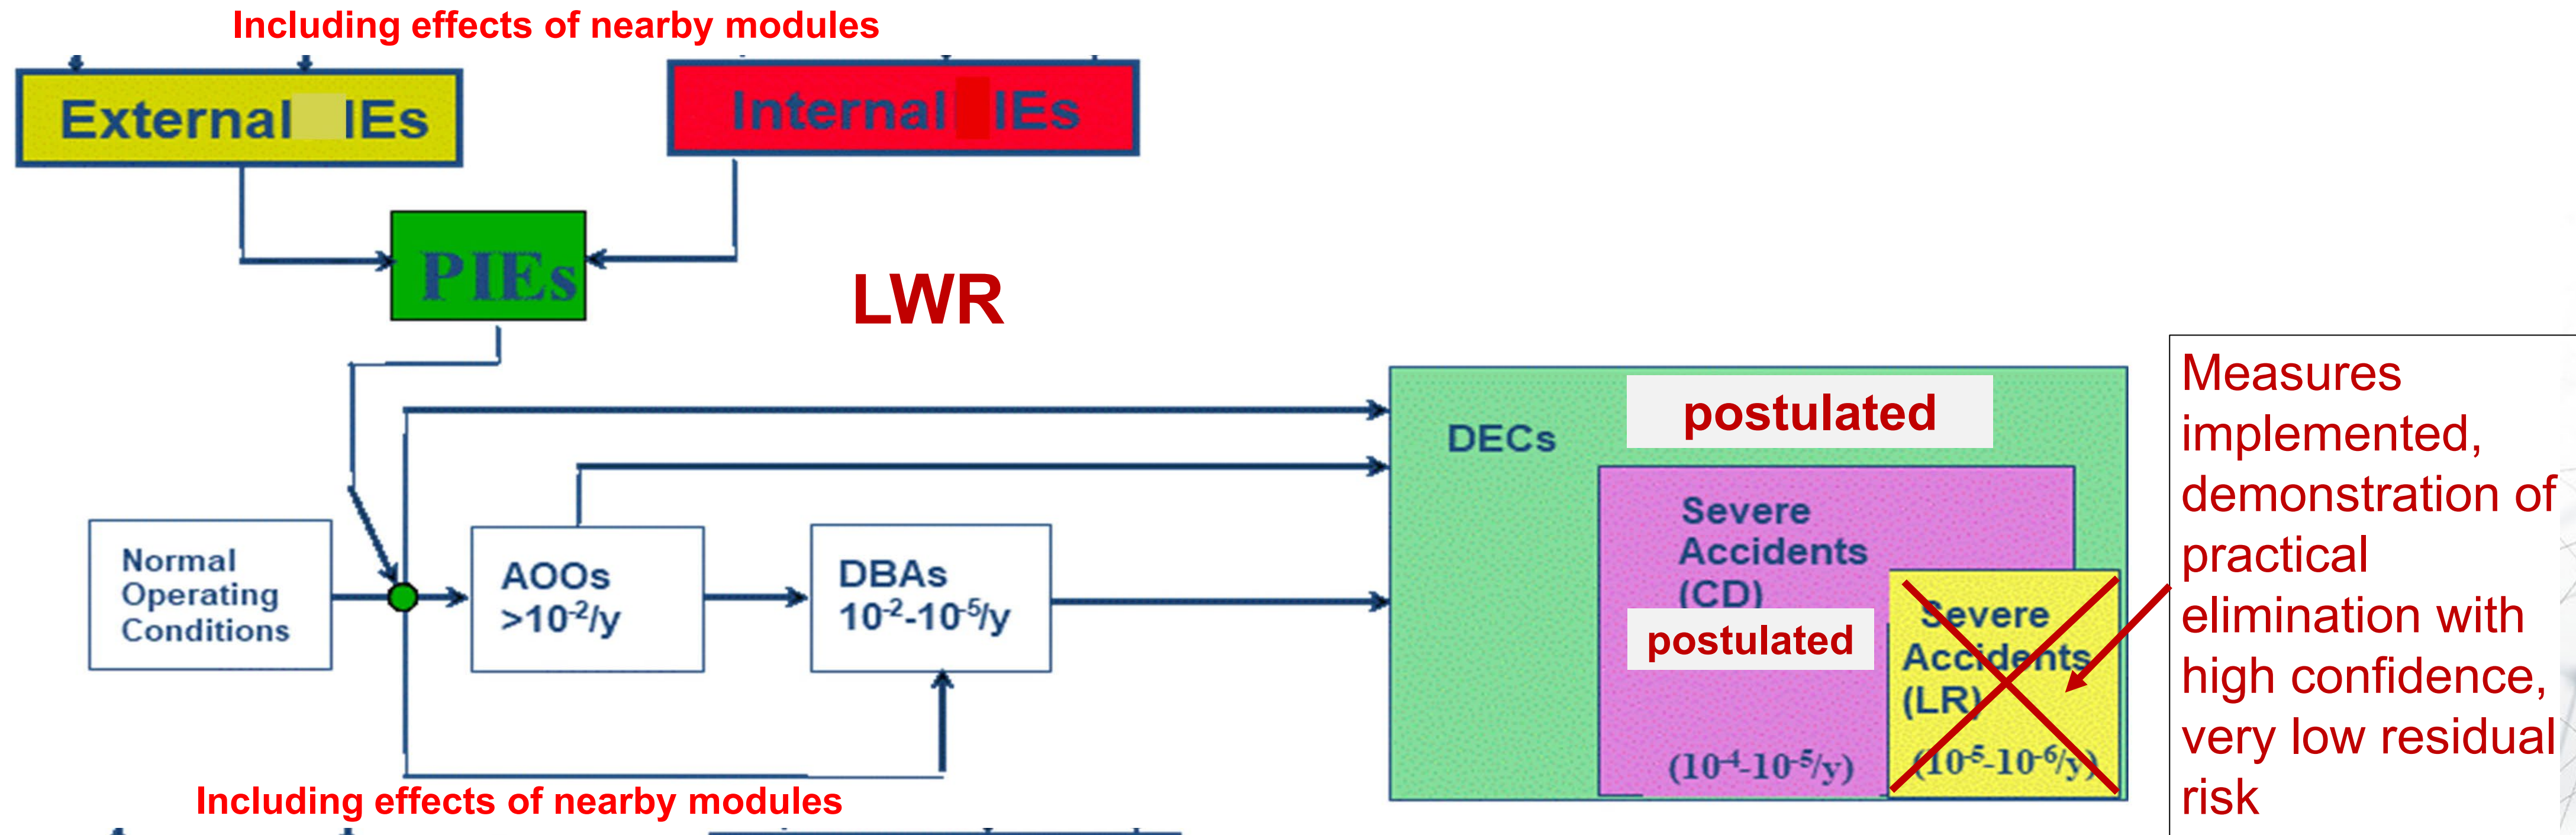 Including effects of nearby modules
External IEs
Internal IEs
PIEs
LWR
Normal
Operating
Conditions
AOOs
>10⁻²/y
DBAs
10⁻²-10⁻⁵/y
DECs
postulated
Severe
Accidents
(CD)
postulated
(10⁻⁴-10⁻⁵/y)
Severe
Accidents
(LR)
(10⁻⁵-10⁻⁶/y)
Measures
implemented,
demonstration of
practical
elimination with
high confidence,
very low residual
risk
Including effects of nearby modules